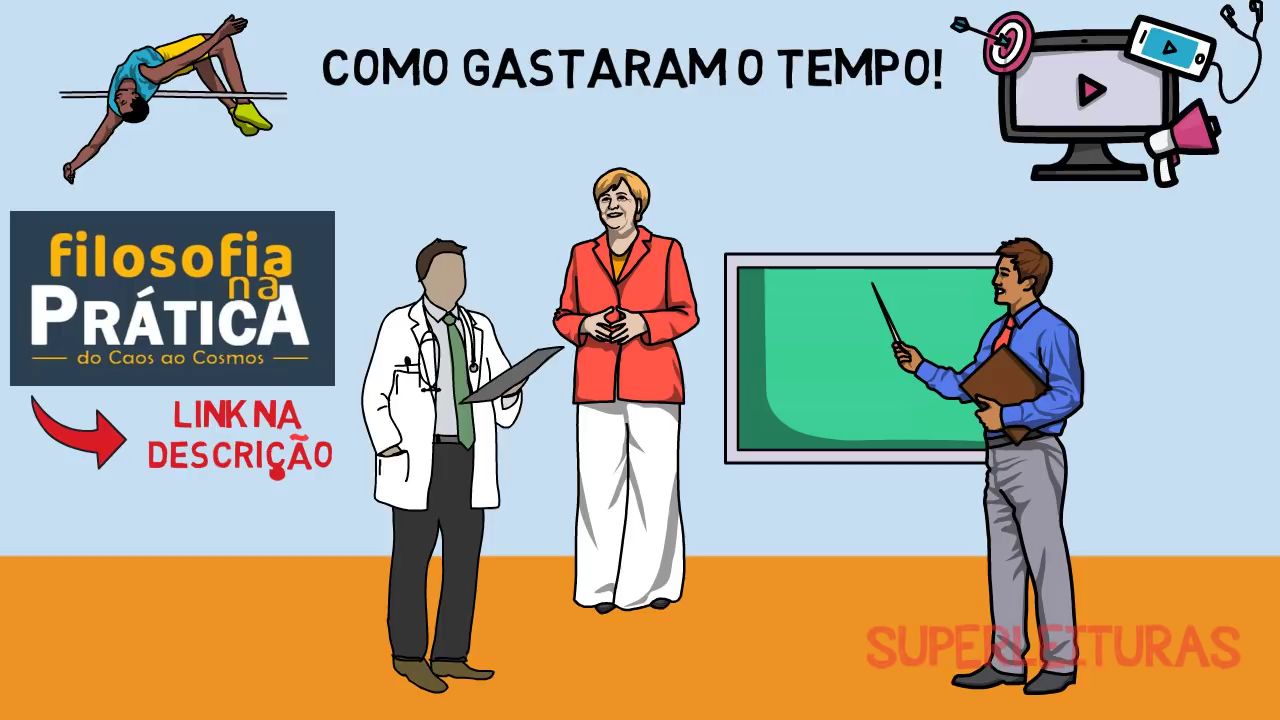 COMO GASTARAM O TEMPO!
filosofia
na
PRÁTICA
do Caos ao Cosmos
LINK NA
DESCRIÇÃO
SUPERLEITURAS